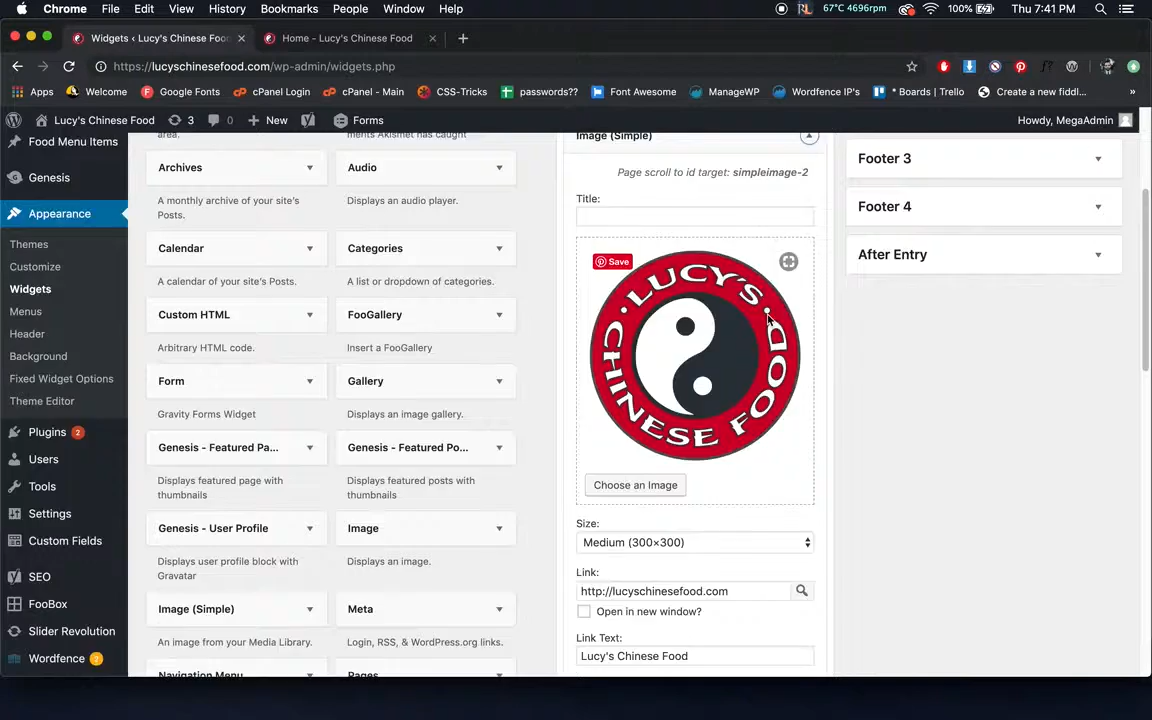 Chrome File Edit View History Bookmarks People Window Help 67°C 4696rpm 100% Thu 7:41 PM
Widgets ‹ Lucy's Chinese Foo Home - Lucy's Chinese Food
https://lucyschinesefood.com/wp-admin/widgets.php
Apps Welcome Google Fonts cPanel Login cPanel - Main CSS-Tricks passwords?? Font Awesome ManageWP Wordfence IP's * Boards | Trello Create a new fiddl... »
Lucy's Chinese Food 3 0 New Forms Howdy, MegaAdmin
Food Menu Items
Genesis
Appearance
Themes
Customize
Widgets
Menus
Header
Background
Fixed Widget Options
Theme Editor
Plugins 2
Users
Tools
Settings
Custom Fields
SEO
FooBox
Slider Revolution
Wordfence 3
area.
ments Akismet has caught
Archives
Audio
A monthly archive of your site's
Posts.
Displays an audio player.
Calendar
Categories
A calendar of your site's Posts.
A list or dropdown of categories.
Custom HTML
FooGallery
Arbitrary HTML code.
Insert a FooGallery
Form
Gallery
Gravity Forms Widget
Displays an image gallery.
Genesis - Featured Pa...
Genesis - Featured Po...
Displays featured page with
thumbnails
Displays featured posts with
thumbnails
Genesis - User Profile
Image
Displays user profile block with
Gravatar
Displays an image.
Image (Simple)
Meta
An image from your Media Library.
Login, RSS, & WordPress.org links.
Navigation Menu
Pages
Image (Simple)
Page scroll to id target: simpleimage-2
Title:
Save
LUCY'S
CHINESE FOOD
Choose an Image
Size:
Medium (300×300)
Link:
http://lucyschinesefood.com
Open in new window?
Link Text:
Lucy's Chinese Food
Footer 3
Footer 4
After Entry